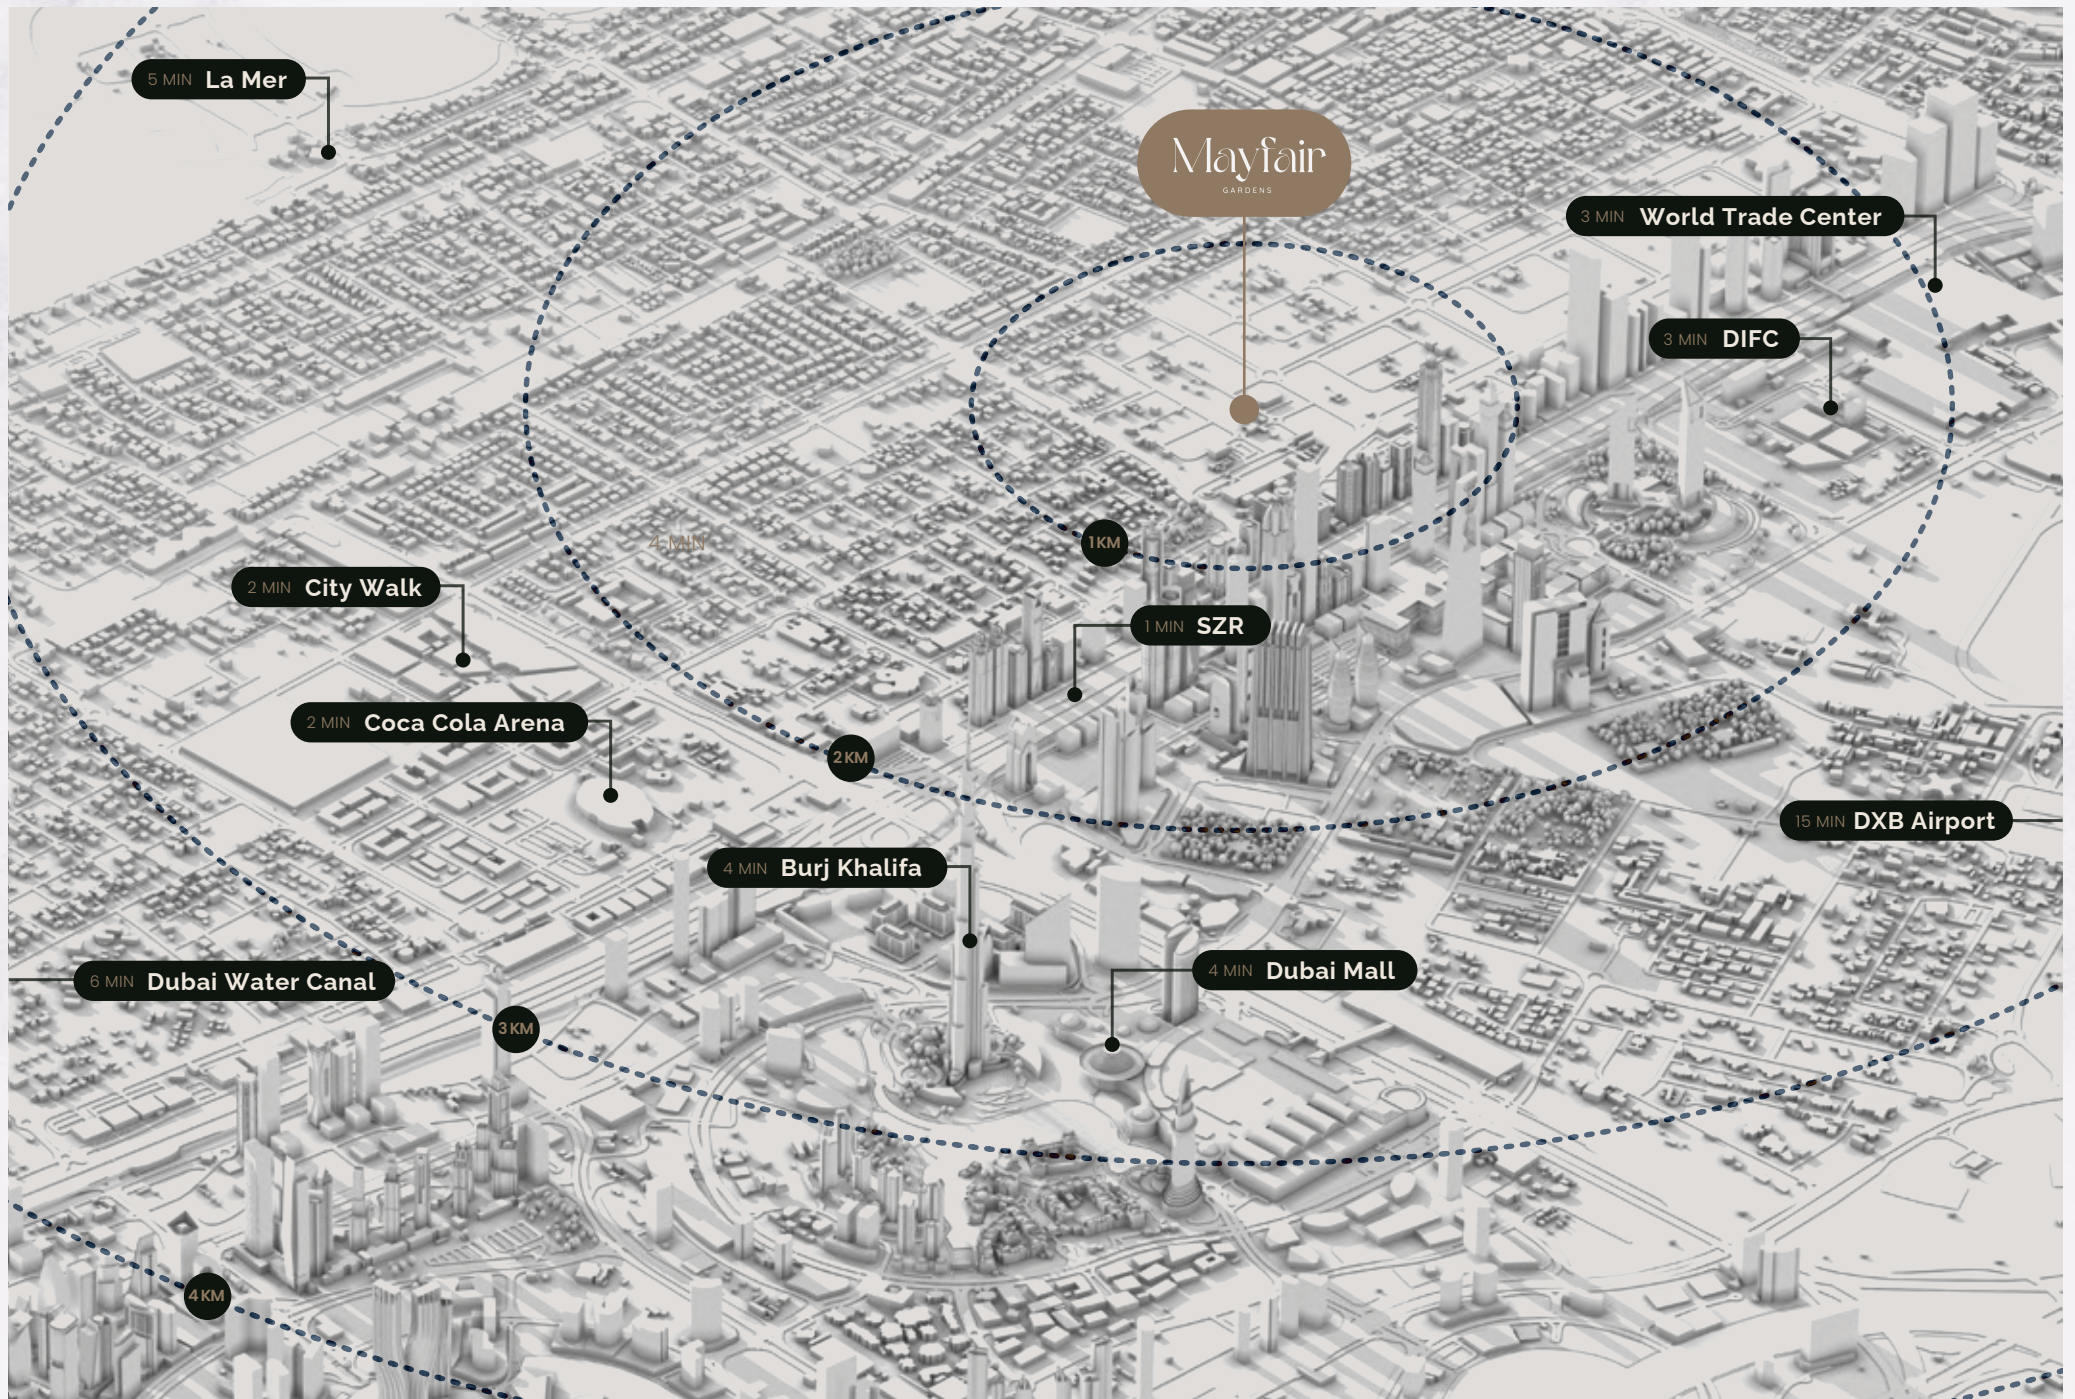 5 MIN La Mer
Mayfair
GARDENS
3 MIN World Trade Center
3 MIN DIFC
4 MIN
1KM
2 MIN City Walk
1 MIN SZR
2 MIN Coca Cola Arena
2KM
15 MIN DXB Airport
4 MIN Burj Khalifa
4 MIN Dubai Mall
6 MIN Dubai Water Canal
3KM
4KM